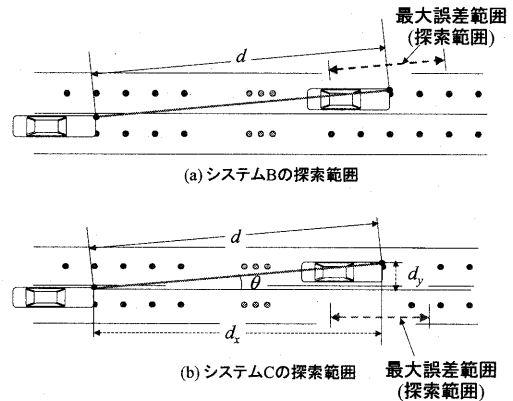 最大誤差範囲
(探索範囲)
d
(a) システムBの探索範囲
d
d_y
θ
d_x
最大誤差範囲
(探索範囲)
(b) システムCの探索範囲